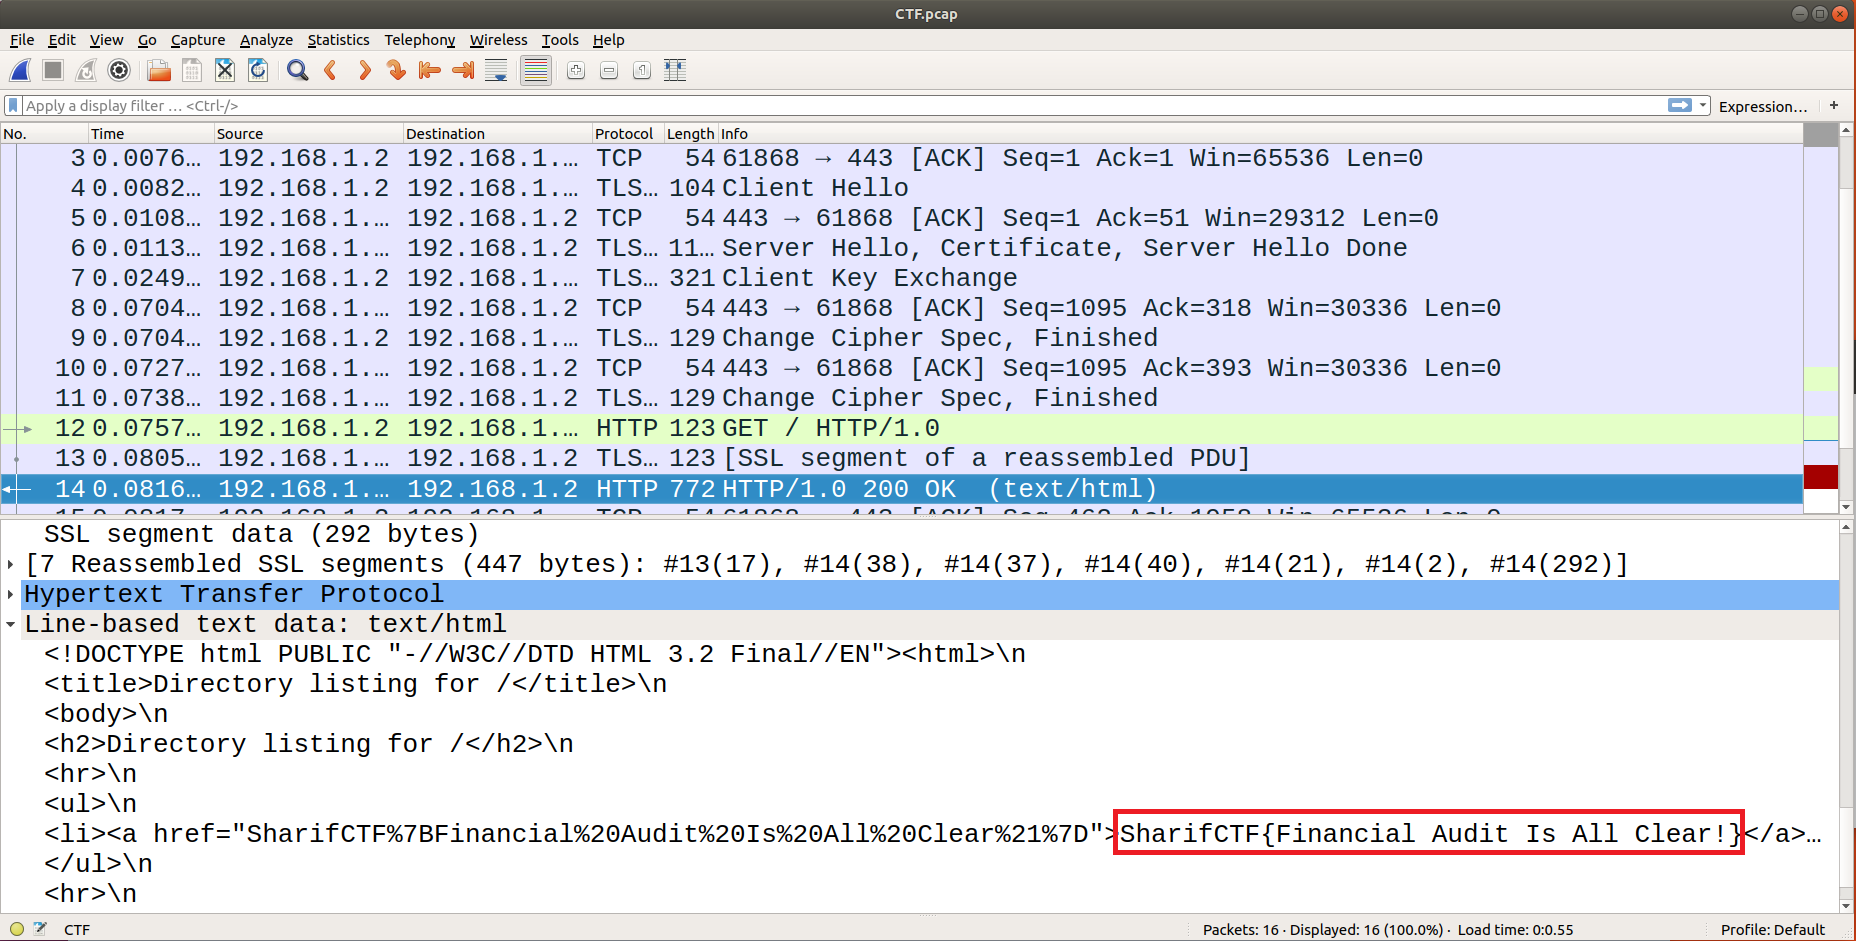 CTF.pcap
File Edit View Go Capture Analyze Statistics Telephony Wireless Tools Help
Apply a display filter … <Ctrl-/> Expression… +
No. Time Source Destination Protocol Length Info
3 0.0076… 192.168.1.2 192.168.1.… TCP 54 61868 → 443 [ACK] Seq=1 Ack=1 Win=65536 Len=0
4 0.0082… 192.168.1.2 192.168.1.… TLS… 104 Client Hello
5 0.0108… 192.168.1.… 192.168.1.2 TCP 54 443 → 61868 [ACK] Seq=1 Ack=51 Win=29312 Len=0
6 0.0113… 192.168.1.… 192.168.1.2 TLS… 11… Server Hello, Certificate, Server Hello Done
7 0.0249… 192.168.1.2 192.168.1.… TLS… 321 Client Key Exchange
8 0.0704… 192.168.1.… 192.168.1.2 TCP 54 443 → 61868 [ACK] Seq=1095 Ack=318 Win=30336 Len=0
9 0.0704… 192.168.1.2 192.168.1.… TLS… 129 Change Cipher Spec, Finished
10 0.0727… 192.168.1.… 192.168.1.2 TCP 54 443 → 61868 [ACK] Seq=1095 Ack=393 Win=30336 Len=0
11 0.0738… 192.168.1.… 192.168.1.2 TLS… 129 Change Cipher Spec, Finished
12 0.0757… 192.168.1.2 192.168.1.… HTTP 123 GET / HTTP/1.0
13 0.0805… 192.168.1.… 192.168.1.2 TLS… 123 [SSL segment of a reassembled PDU]
14 0.0816… 192.168.1.… 192.168.1.2 HTTP 772 HTTP/1.0 200 OK (text/html)
SSL segment data (292 bytes)
[7 Reassembled SSL segments (447 bytes): #13(17), #14(38), #14(37), #14(40), #14(21), #14(2), #14(292)]
Hypertext Transfer Protocol
Line-based text data: text/html
<!DOCTYPE html PUBLIC "-//W3C//DTD HTML 3.2 Final//EN"><html>\n
<title>Directory listing for /</title>\n
<body>\n
<h2>Directory listing for /</h2>\n
<hr>\n
<ul>\n
<li><a href="SharifCTF%7BFinancial%20Audit%20Is%20All%20Clear%21%7D">SharifCTF{Financial Audit Is All Clear!}</a>…
</ul>\n
<hr>\n
CTF Packets: 16 · Displayed: 16 (100.0%) · Load time: 0:0.55 Profile: Default